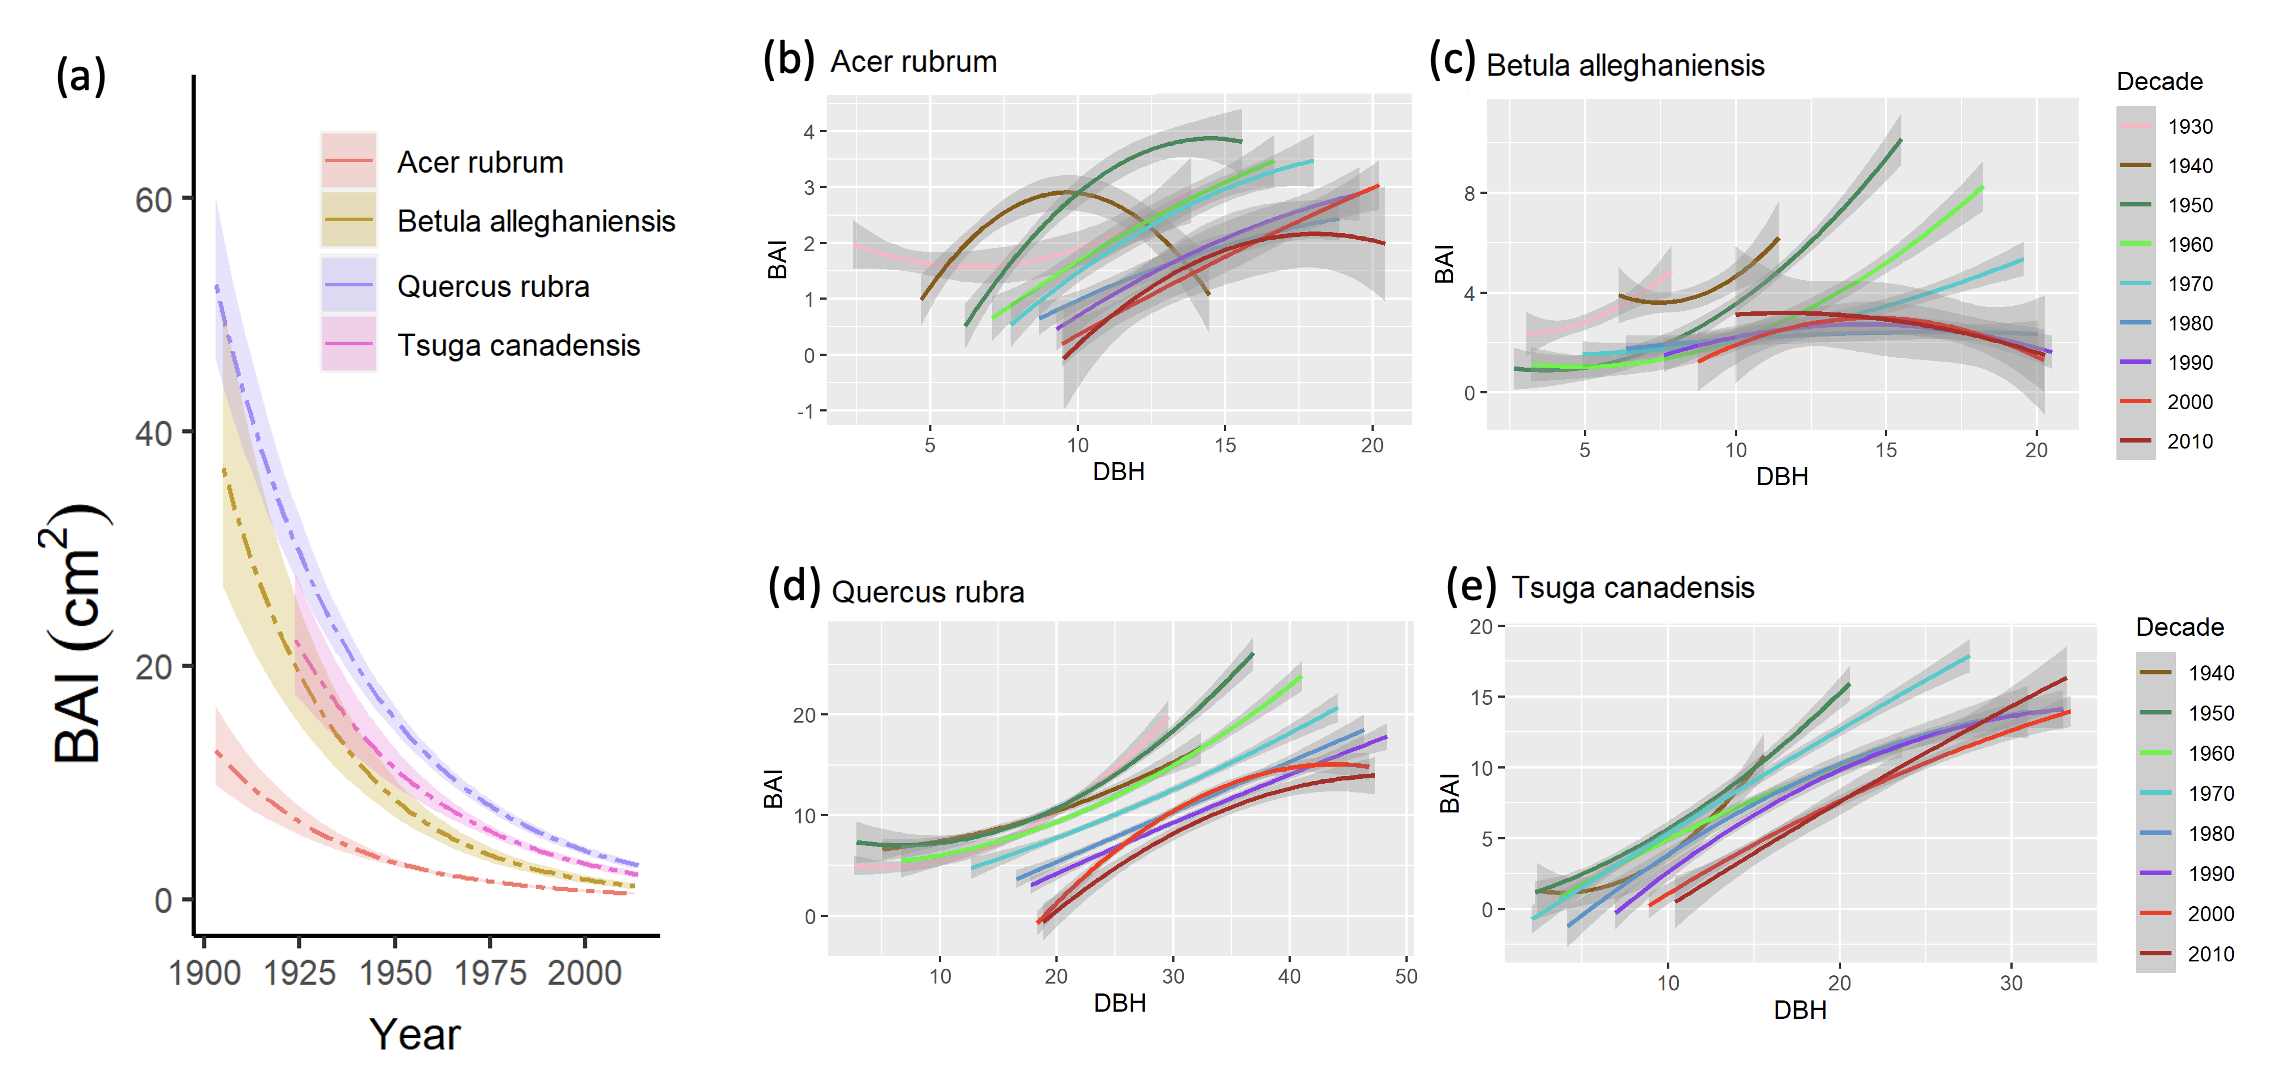 (a)
60
40
20
0
BAI (cm²)
1900 1925 1950 1975 2000
Year
Acer rubrum
Betula alleghaniensis
Quercus rubra
Tsuga canadensis
(b) Acer rubrum
4
3
2
1
0
-1
BAI
5 10 15 20
DBH
(c) Betula alleghaniensis
8
4
0
BAI
5 10 15 20
DBH
Decade
1930
1940
1950
1960
1970
1980
1990
2000
2010
(d) Quercus rubra
20
10
0
BAI
10 20 30 40 50
DBH
(e) Tsuga canadensis
20
15
10
5
0
BAI
10 20 30
DBH
Decade
1940
1950
1960
1970
1980
1990
2000
2010